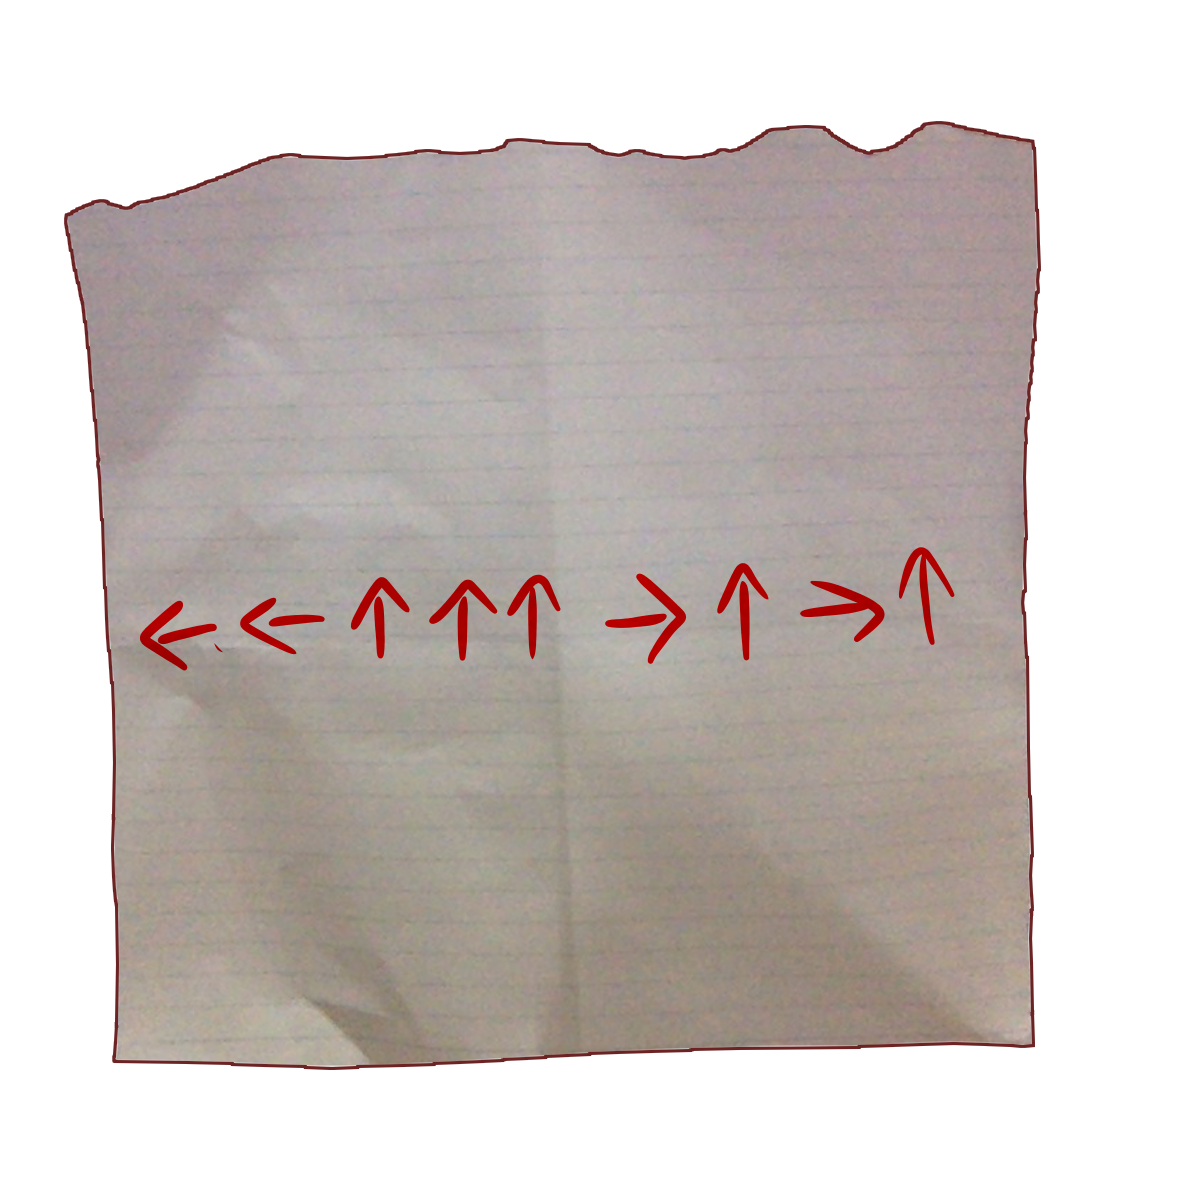 ← ← ↑ ↑ ↑ → ↑ → ↑